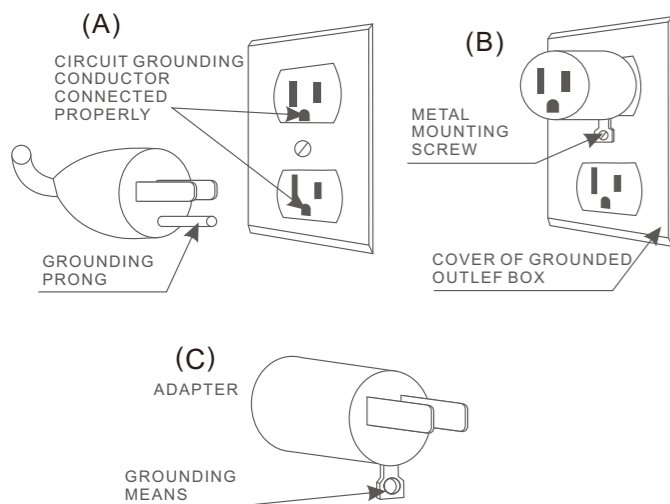 (A)
CIRCUIT GROUNDING
CONDUCTOR
CONNECTED
PROPERLY
GROUNDING
PRONG
(B)
METAL
MOUNTING
SCREW
COVER OF GROUNDED
OUTLEF BOX
(C)
ADAPTER
GROUNDING
MEANS